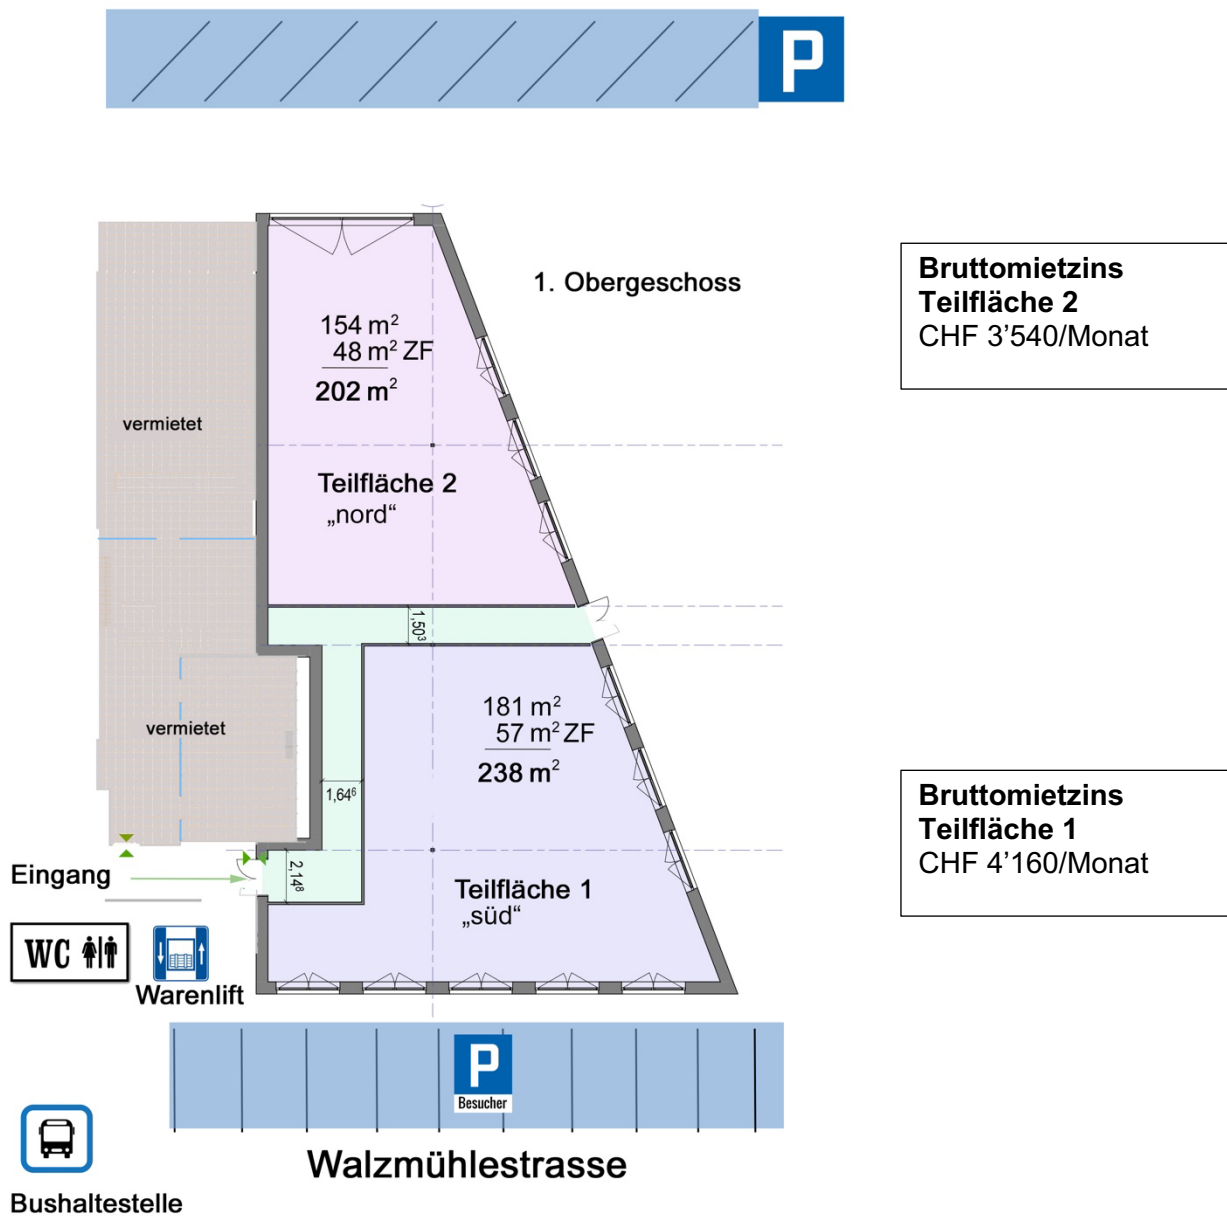 P
1. Obergeschoss
Bruttomietzins
Teilfläche 2
CHF 3’540/Monat
154 m²
48 m² ZF
202 m²
vermietet
Teilfläche 2
„nord“
1,50³
181 m²
57 m² ZF
238 m²
vermietet
1,64⁶
Bruttomietzins
Teilfläche 1
CHF 4’160/Monat
Eingang
2,14⁸
Teilfläche 1
„süd“
WC
Warenlift
P
Besucher
Walzmühlestrasse
Bushaltestelle